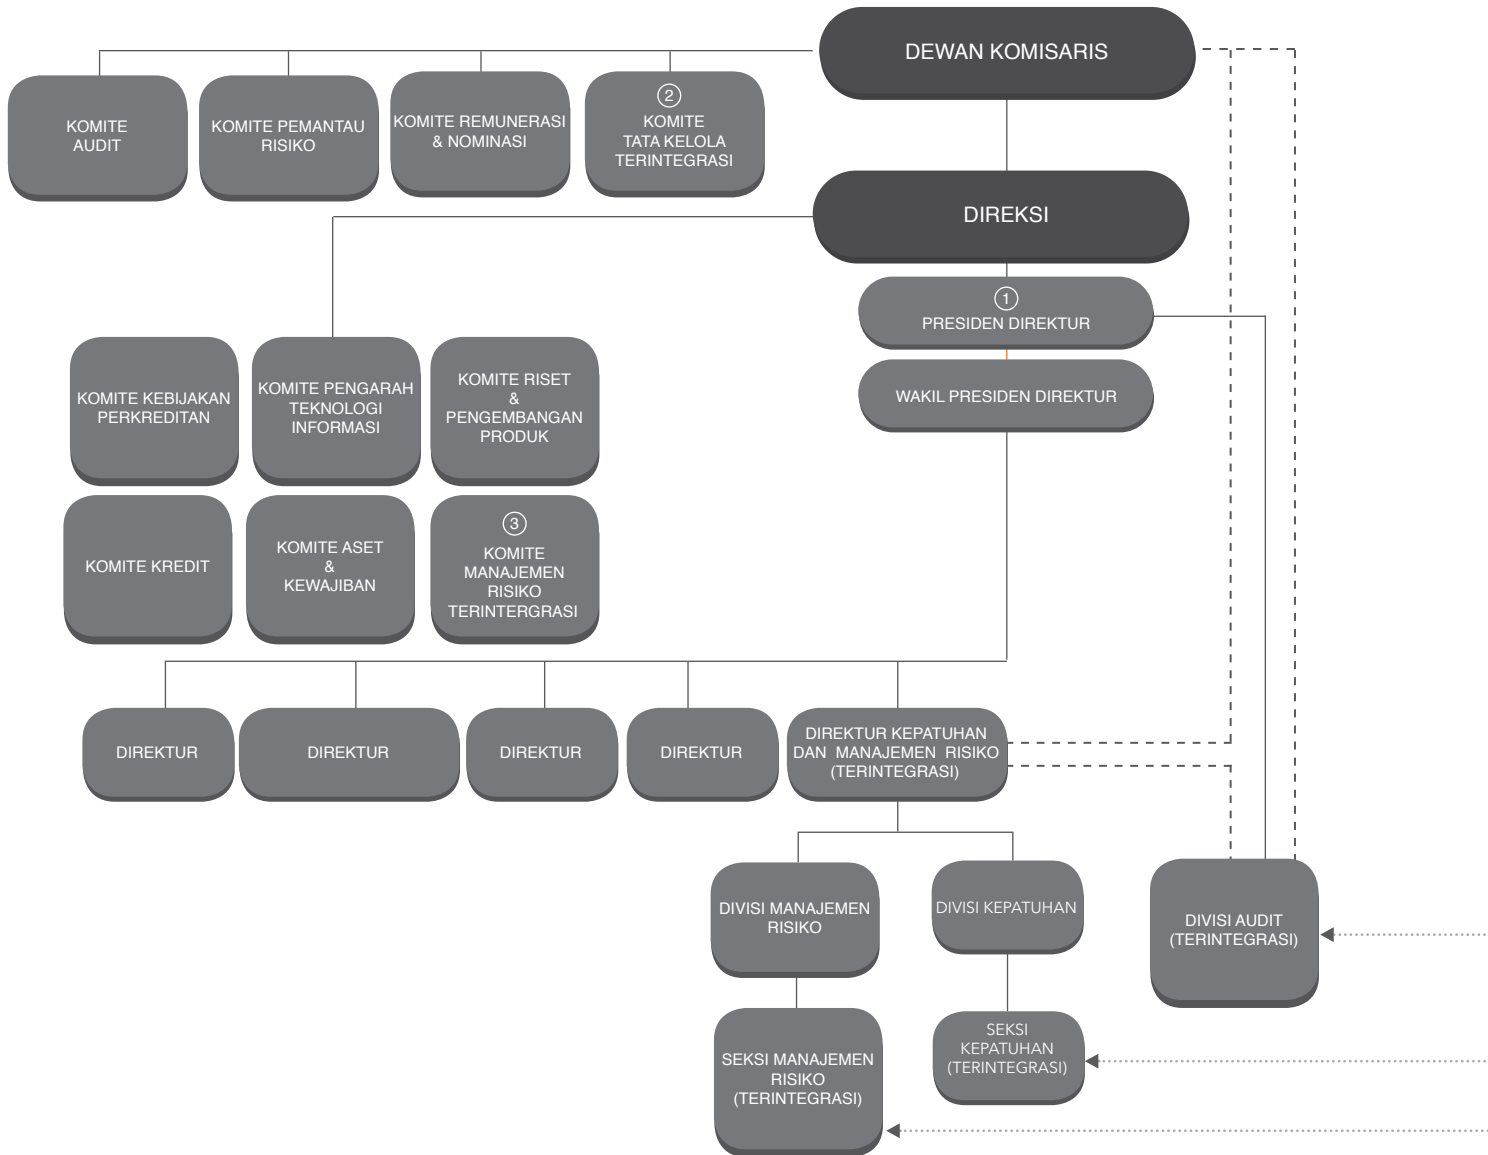 DEWAN KOMISARIS
KOMITE
AUDIT
KOMITE PEMANTAU
RISIKO
KOMITE REMUNERASI
& NOMINASI
2
KOMITE
TATA KELOLA
TERINTEGRASI
DIREKSI
1
PRESIDEN DIREKTUR
WAKIL PRESIDEN DIREKTUR
KOMITE KEBIJAKAN
PERKREDITAN
KOMITE PENGARAH
TEKNOLOGI
INFORMASI
KOMITE RISET
&
PENGEMBANGAN
PRODUK
KOMITE KREDIT
KOMITE ASET
&
KEWAJIBAN
3
KOMITE
MANAJEMEN
RISIKO
TERINTERGRASI
DIREKTUR
DIREKTUR
DIREKTUR
DIREKTUR
DIREKTUR KEPATUHAN
DAN MANAJEMEN RISIKO
(TERINTEGRASI)
DIVISI MANAJEMEN
RISIKO
DIVISI KEPATUHAN
DIVISI AUDIT
(TERINTEGRASI)
SEKSI MANAJEMEN
RISIKO
(TERINTEGRASI)
SEKSI
KEPATUHAN
(TERINTEGRASI)